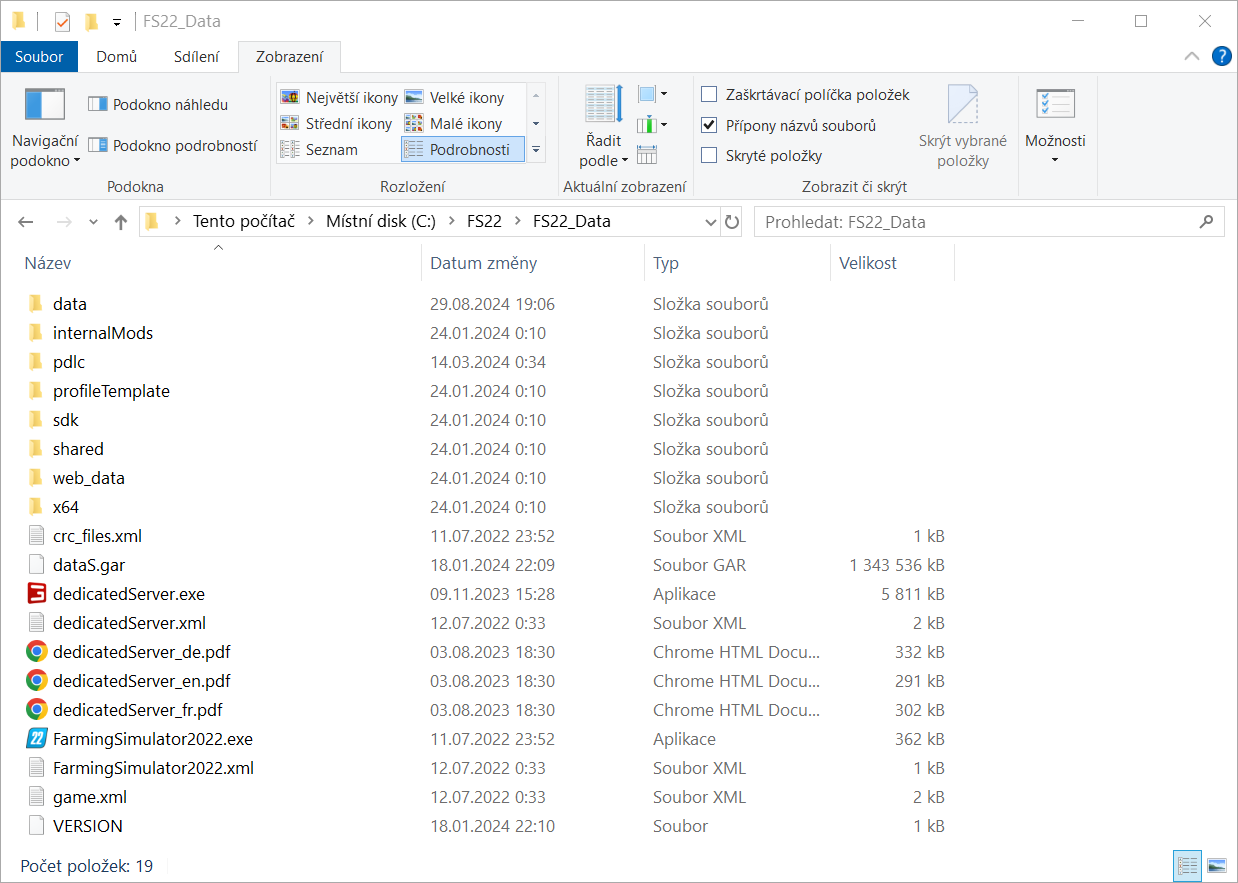 FS22_Data
Soubor Domů Sdílení Zobrazení
Navigační podokno
Podokno náhledu
Podokno podrobností
Podokna
Největší ikony Velké ikony
Střední ikony Malé ikony
Seznam Podrobnosti
Rozložení
Řadit podle
Aktuální zobrazení
Zaškrtávací políčka položek
Přípony názvů souborů
Skryté položky
Skrýt vybrané položky
Zobrazit či skrýt
Možnosti
Tento počítač Místní disk (C:) FS22 FS22_Data
Prohledat: FS22_Data
Název Datum změny Typ Velikost
data 29.08.2024 19:06 Složka souborů
internalMods 24.01.2024 0:10 Složka souborů
pdlc 14.03.2024 0:34 Složka souborů
profileTemplate 24.01.2024 0:10 Složka souborů
sdk 24.01.2024 0:10 Složka souborů
shared 24.01.2024 0:10 Složka souborů
web_data 24.01.2024 0:10 Složka souborů
x64 24.01.2024 0:10 Složka souborů
crc_files.xml 11.07.2022 23:52 Soubor XML 1 kB
dataS.gar 18.01.2024 22:09 Soubor GAR 1 343 536 kB
dedicatedServer.exe 09.11.2023 15:28 Aplikace 5 811 kB
dedicatedServer.xml 12.07.2022 0:33 Soubor XML 2 kB
dedicatedServer_de.pdf 03.08.2023 18:30 Chrome HTML Docu... 332 kB
dedicatedServer_en.pdf 03.08.2023 18:30 Chrome HTML Docu... 291 kB
dedicatedServer_fr.pdf 03.08.2023 18:30 Chrome HTML Docu... 302 kB
22 FarmingSimulator2022.exe 11.07.2022 23:52 Aplikace 362 kB
FarmingSimulator2022.xml 12.07.2022 0:33 Soubor XML 1 kB
game.xml 12.07.2022 0:33 Soubor XML 2 kB
VERSION 18.01.2024 22:10 Soubor 1 kB
Počet položek: 19